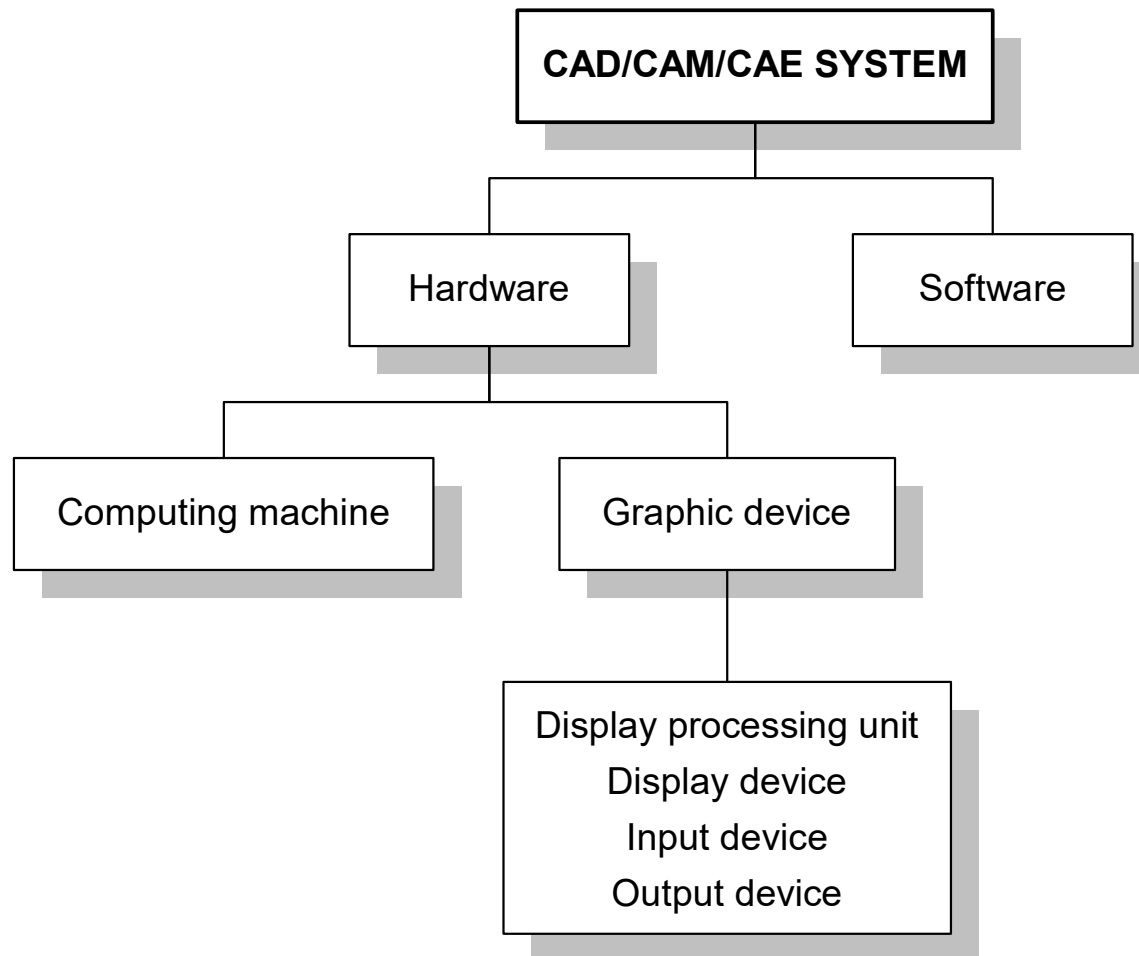 CAD/CAM/CAE SYSTEM
Hardware
Software
Computing machine
Graphic device
Display processing unit
Display device
Input device
Output device